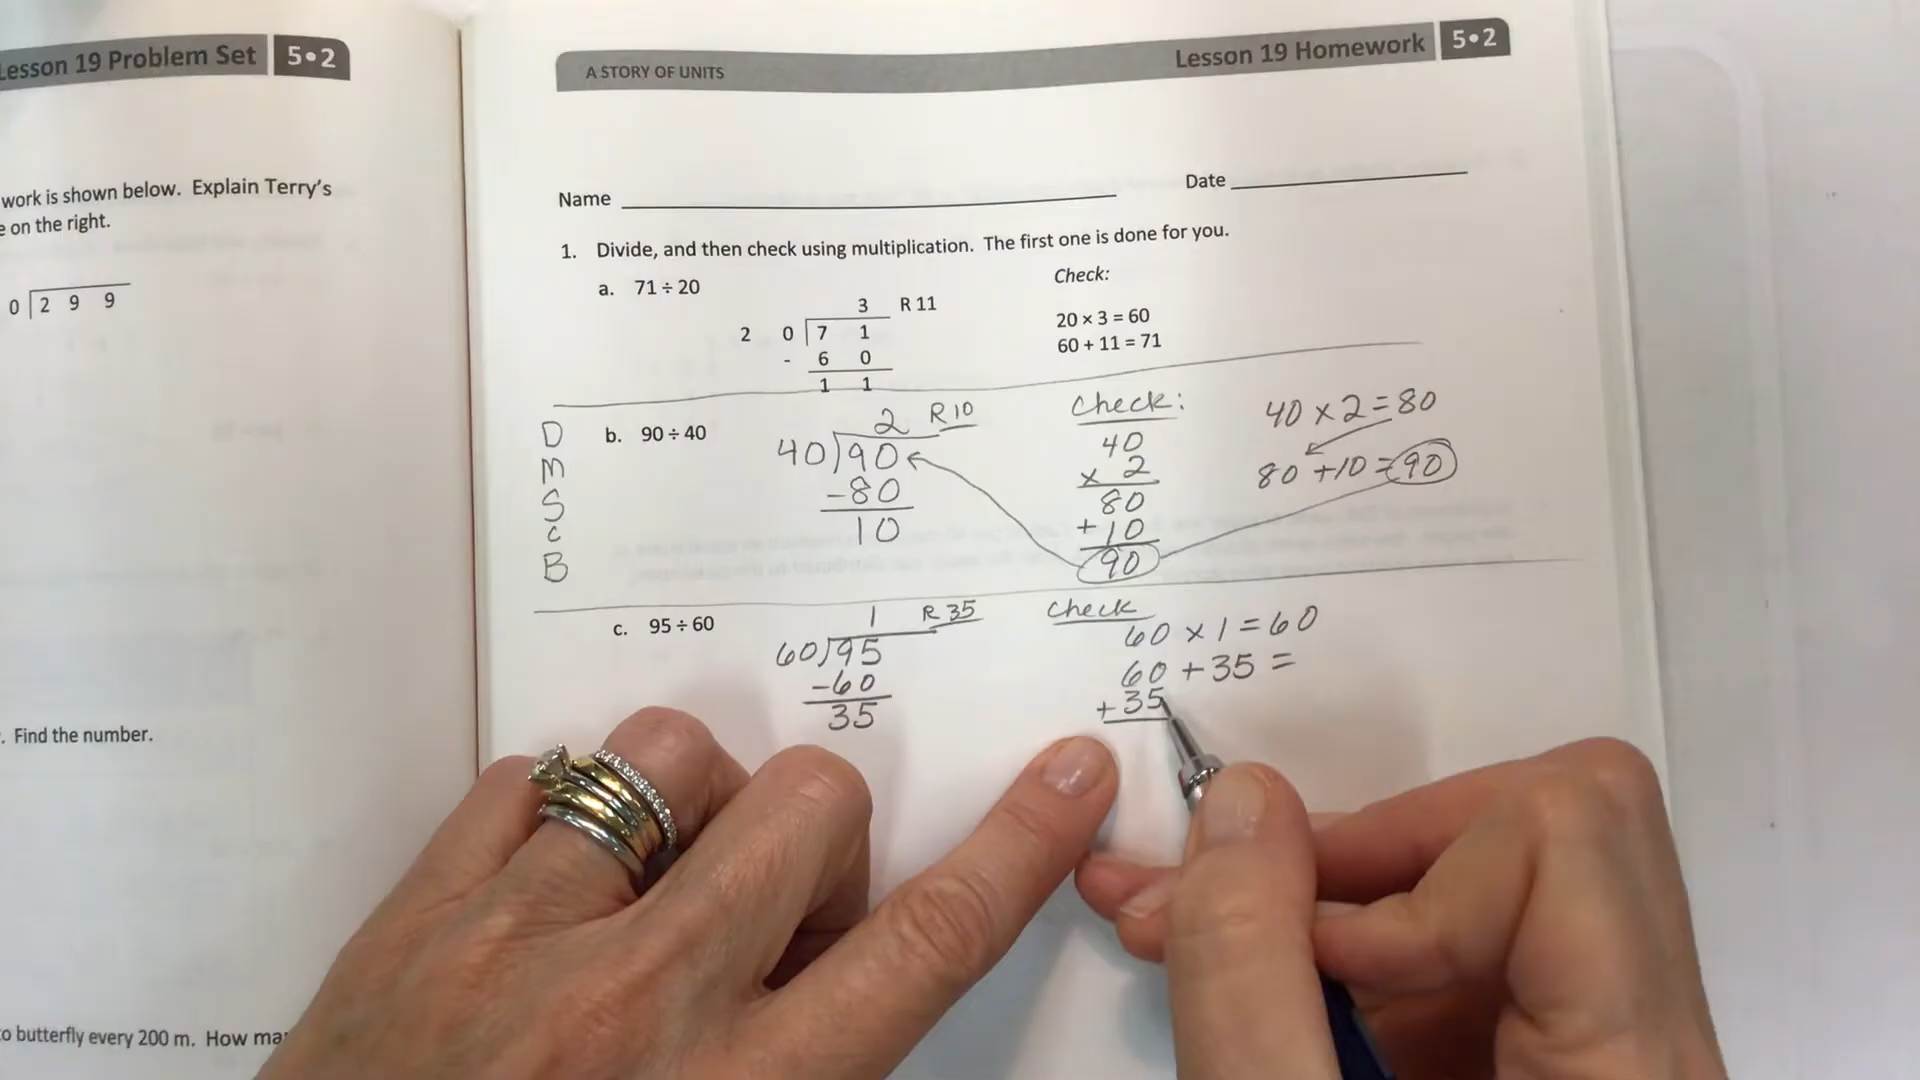 Lesson 19 Problem Set 5•2
work is shown below. Explain Terry's
on the right.
0 2 9 9
. Find the number.
butterfly every 200 m. How
A STORY OF UNITS
Lesson 19 Homework 5•2
Name
Date
1. Divide, and then check using multiplication. The first one is done for you.
a. 71 ÷ 20
3 R 11
2 0 7 1
- 6 0
1 1
Check:
20 × 3 = 60
60 + 11 = 71
D
M
S
C
B
b. 90 ÷ 40
2 R10
40)90
-80
10
Check:
40
x 2
80
+10
90
40 x 2 = 80
80 +10 = 90
c. 95 ÷ 60
1 R 35
60)95
-60
35
Check
60 x 1 = 60
60 + 35 =
+ 35